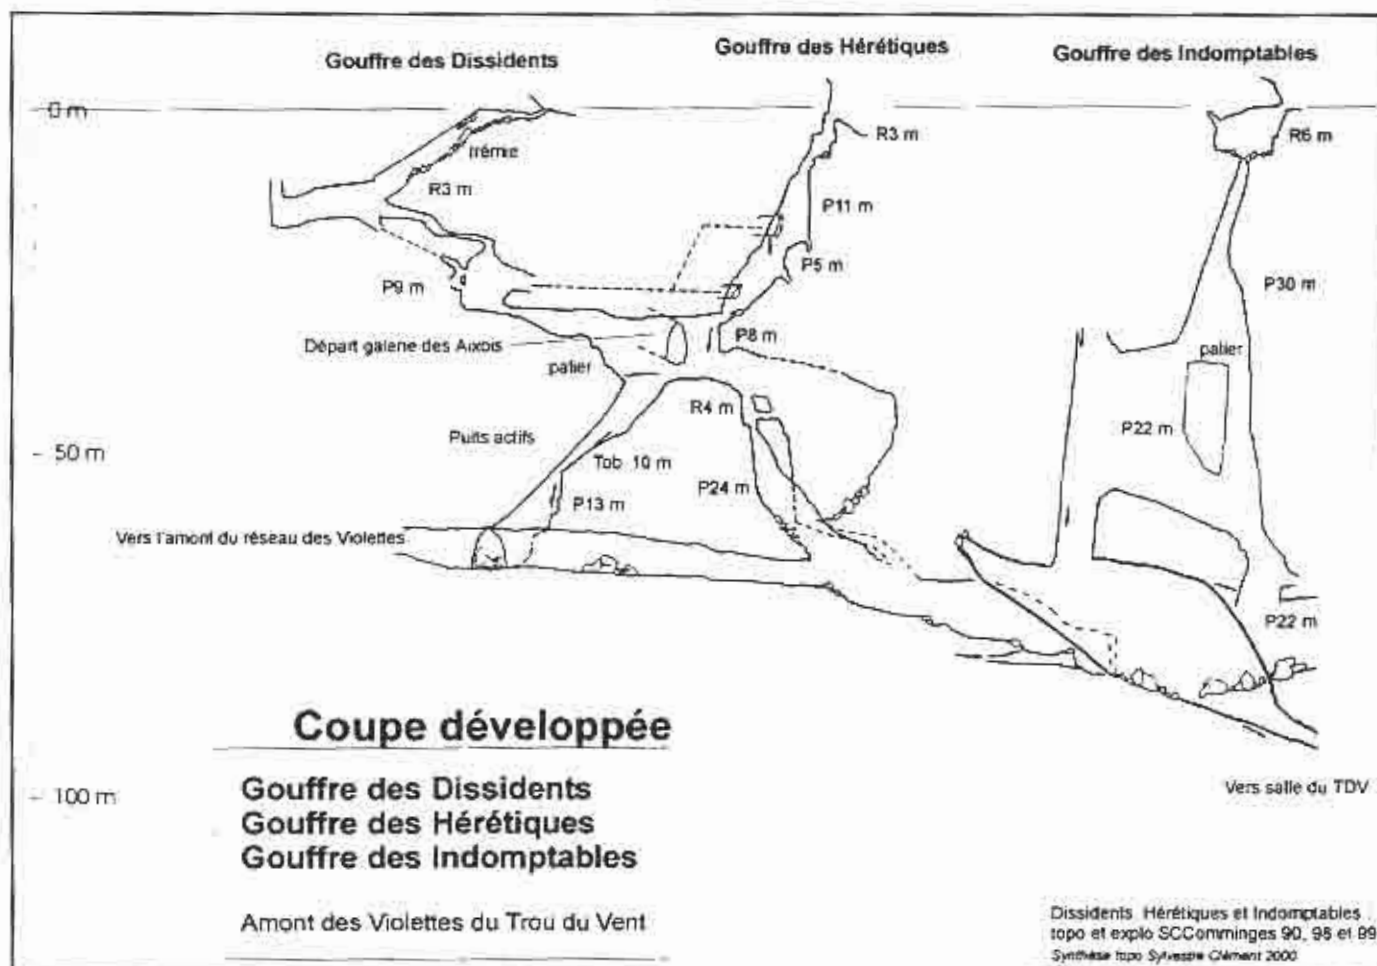 Gouffre des Dissidents
Gouffre des Hérétiques
Gouffre des Indomptables
0 m
R3 m
R6 m
trémie
R3 m
P11 m
P5 m
P9 m
P30 m
P8 m
Départ galerie des Aixois
palier
palier
R4 m
P22 m
Puits actifs
50 m
Tob 10 m
P24 m
P13 m
Vers l'amont du réseau des Violettes
P22 m
Coupe développée
Gouffre des Dissidents
Gouffre des Hérétiques
Gouffre des Indomptables
100 m
Vers salle du TDV
Amont des Violettes du Trou du Vent
Dissidents Hérétiques et Indomptables
topo et explo SCComminges 90, 98 et 99
Synthèse topo Sylvestre Clément 2000